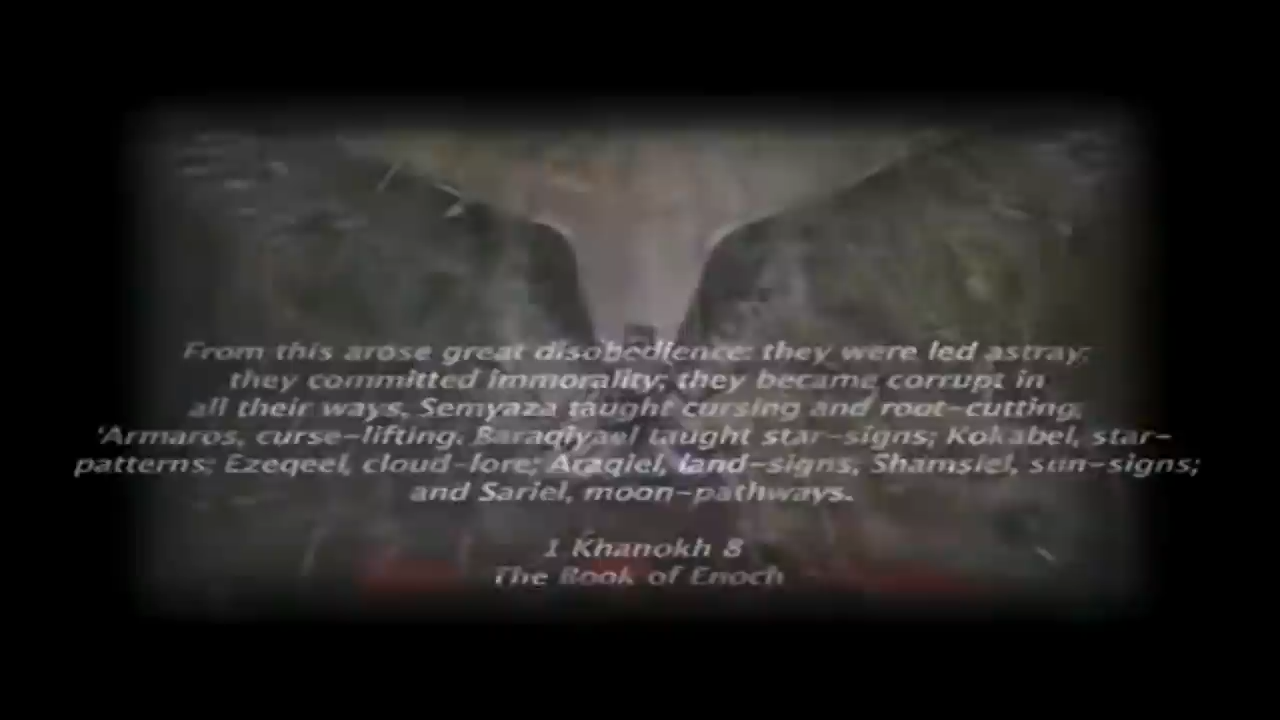 From this arose great disobedience: they were led astray;
they committed immorality; they became corrupt in
all their ways, Semyaza taught cursing and root-cutting;
'Armaros, curse-lifting. Baraqiyael taught star-signs; Kokabel, star-
patterns; Ezeqeel, cloud-lore; Araqiel, land-signs, Shamsiel, sun-signs;
and Sariel, moon-pathways.
1 Khanokh 8
The Book of Enoch